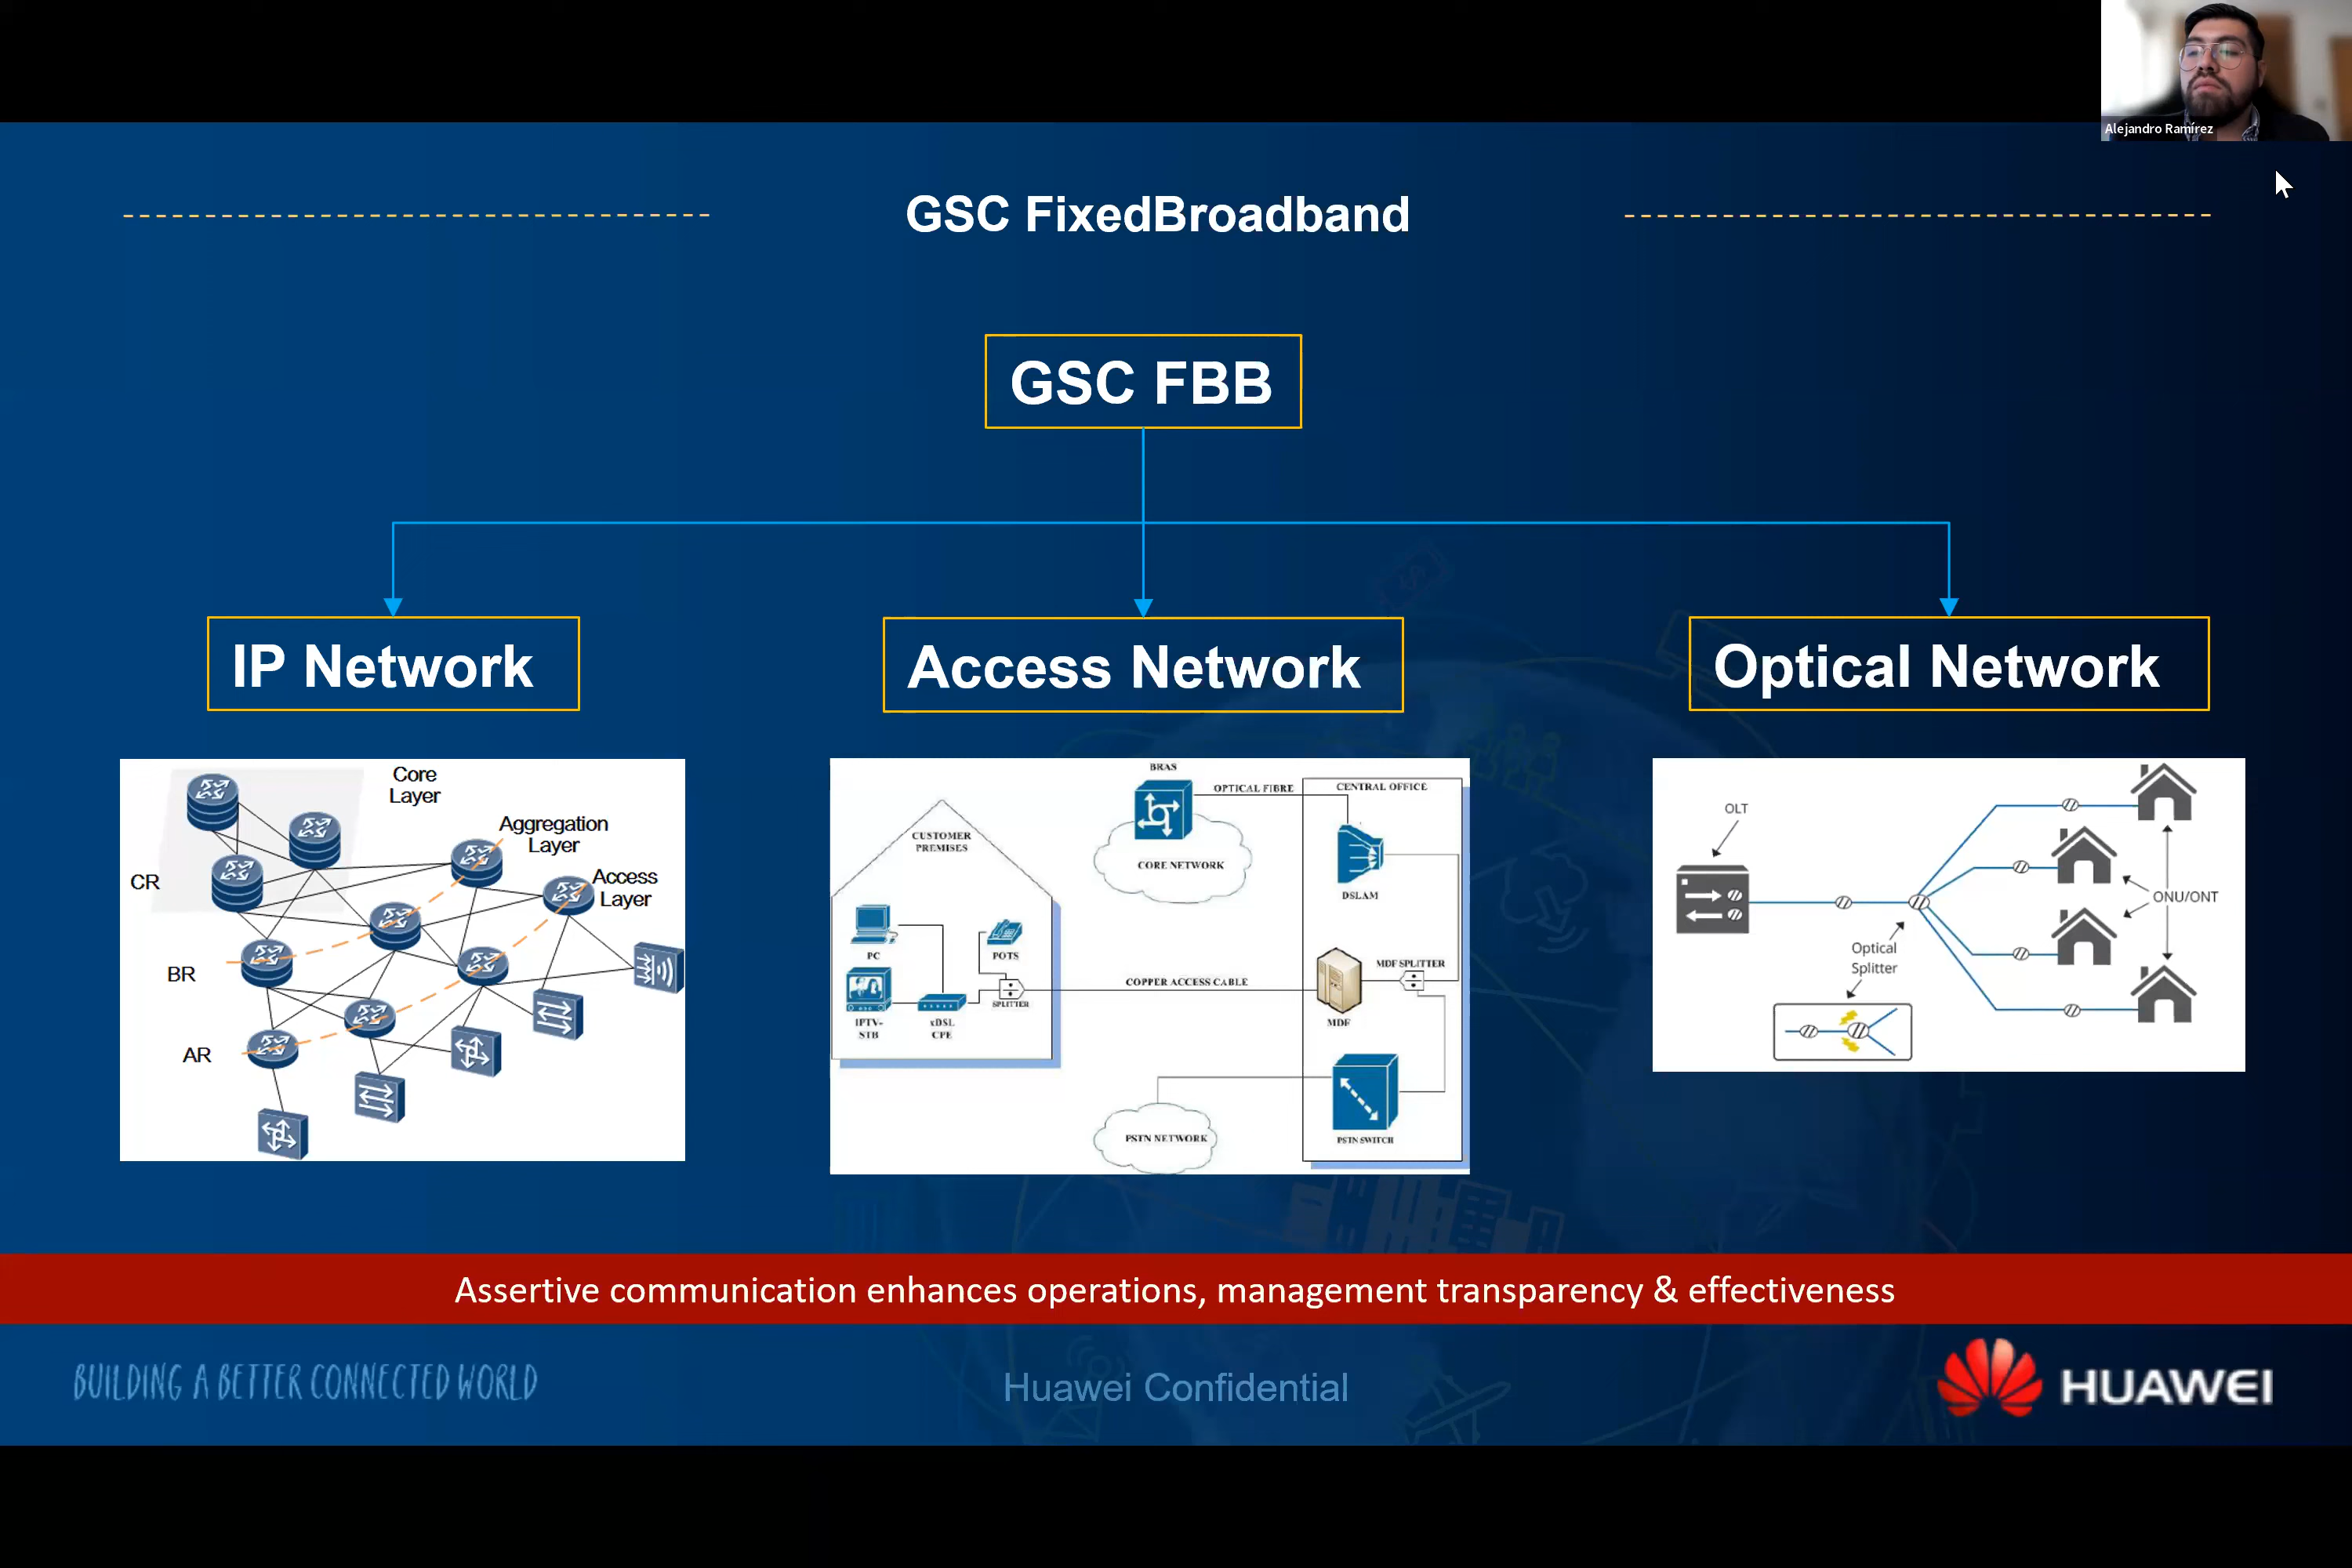 Alejandro Ramírez
GSC FixedBroadband
GSC FBB
IP Network
Access Network
Optical Network
Core
Layer
Aggregation
Layer
Access
Layer
CR
BR
AR
BRAS
OPTICAL FIBRE
CENTRAL OFFICE
CUSTOMER
PREMISES
CORE NETWORK
DSLAM
PC
POTS
MDF SPLITTER
COPPER ACCESS CABLE
SPLITTER
IPTV-
STB
xDSL
CPE
MDF
PSTN NETWORK
PSTN SWITCH
OLT
ONU/ONT
Optical
Splitter
Assertive communication enhances operations, management transparency & effectiveness
BUILDING A BETTER CONNECTED WORLD
Huawei Confidential
HUAWEI